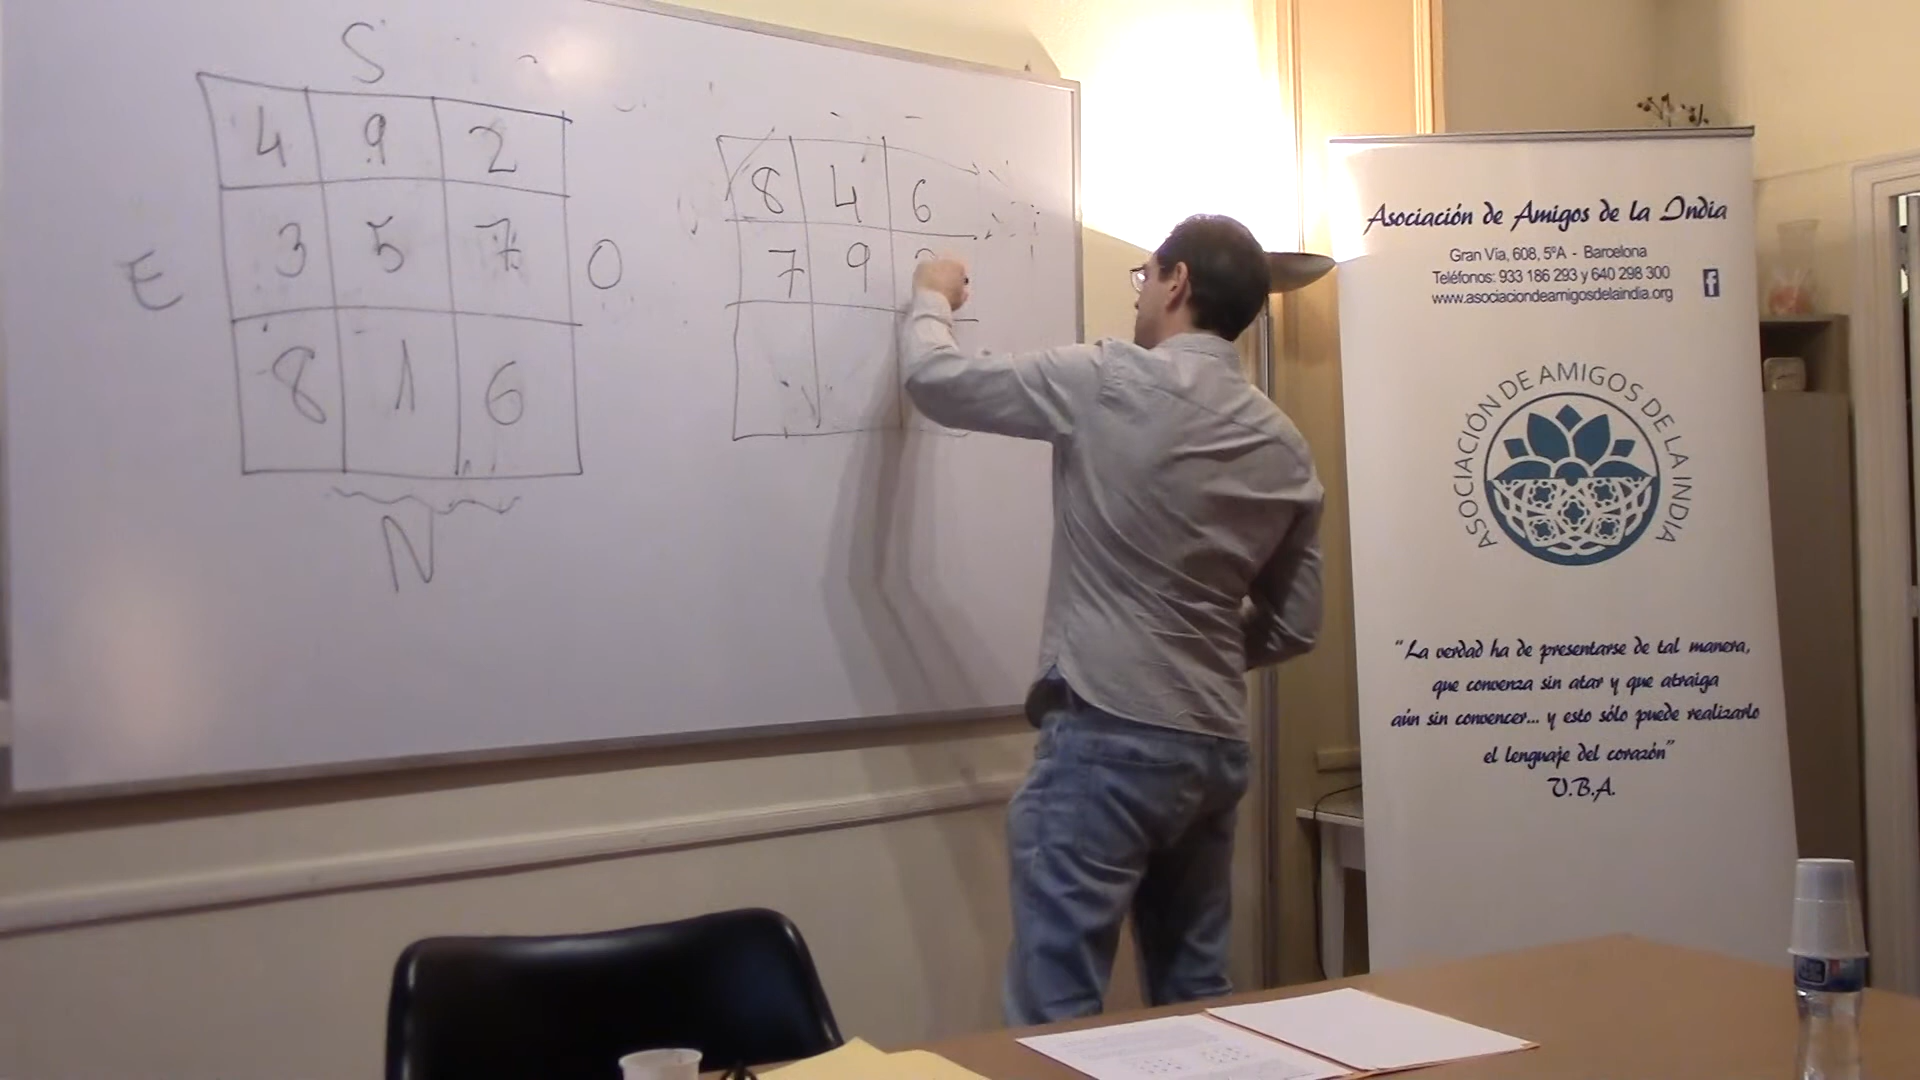 S
4 9 2
E 3 5 7 O
8 1 6
N
8 4 6
7 9
Asociación de Amigos de la India
Gran Vía, 608, 5ºA - Barcelona
Teléfonos: 933 186 293 y 640 298 300
www.asociaciondeamigosdelaindia.org
f
ASOCIACIÓN DE AMIGOS DE LA INDIA
"La verdad ha de presentarse de tal manera,
que convenza sin atar y que atraiga
aún sin convencer... y esto sólo puede realizarlo
el lenguaje del corazón"
V.B.A.